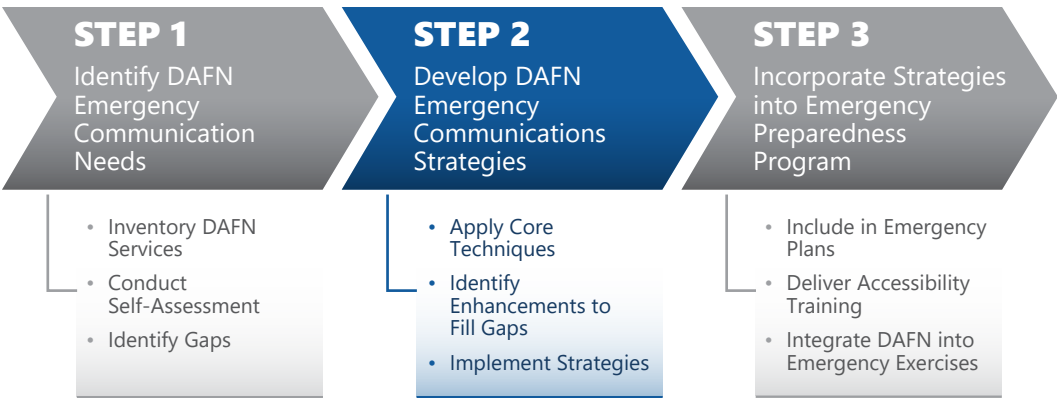 STEP 1
Identify DAFN
Emergency
Communication
Needs
• Inventory DAFN
Services
• Conduct
Self-Assessment
• Identify Gaps
STEP 2
Develop DAFN
Emergency
Communications
Strategies
• Apply Core
Techniques
• Identify
Enhancements to
Fill Gaps
• Implement Strategies
STEP 3
Incorporate Strategies
into Emergency
Preparedness
Program
• Include in Emergency
Plans
• Deliver Accessibility
Training
• Integrate DAFN into
Emergency Exercises